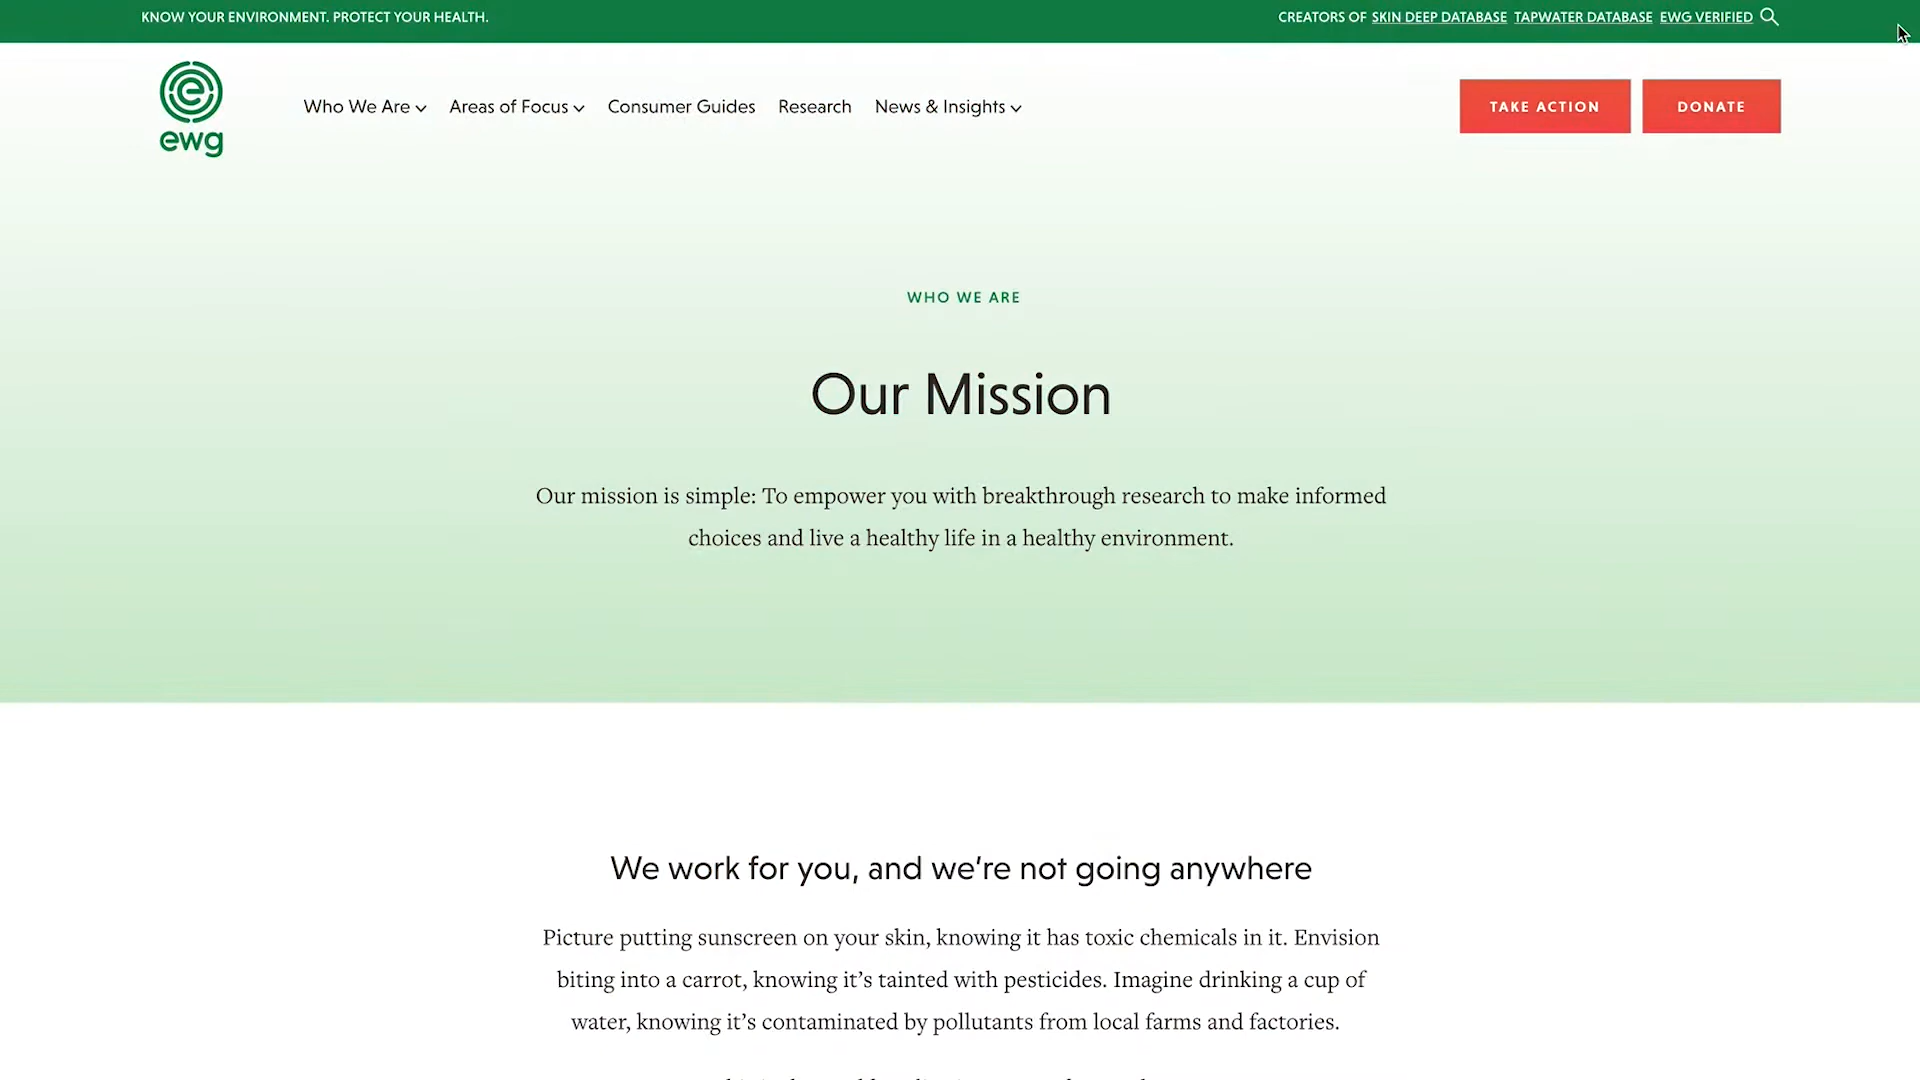 KNOW YOUR ENVIRONMENT. PROTECT YOUR HEALTH.
CREATORS OF SKIN DEEP DATABASE TAPWATER DATABASE EWG VERIFIED
ewg
Who We Are Areas of Focus Consumer Guides Research News & Insights
TAKE ACTION DONATE
WHO WE ARE
Our Mission
Our mission is simple: To empower you with breakthrough research to make informed
choices and live a healthy life in a healthy environment.
We work for you, and we’re not going anywhere
Picture putting sunscreen on your skin, knowing it has toxic chemicals in it. Envision
biting into a carrot, knowing it’s tainted with pesticides. Imagine drinking a cup of
water, knowing it’s contaminated by pollutants from local farms and factories.